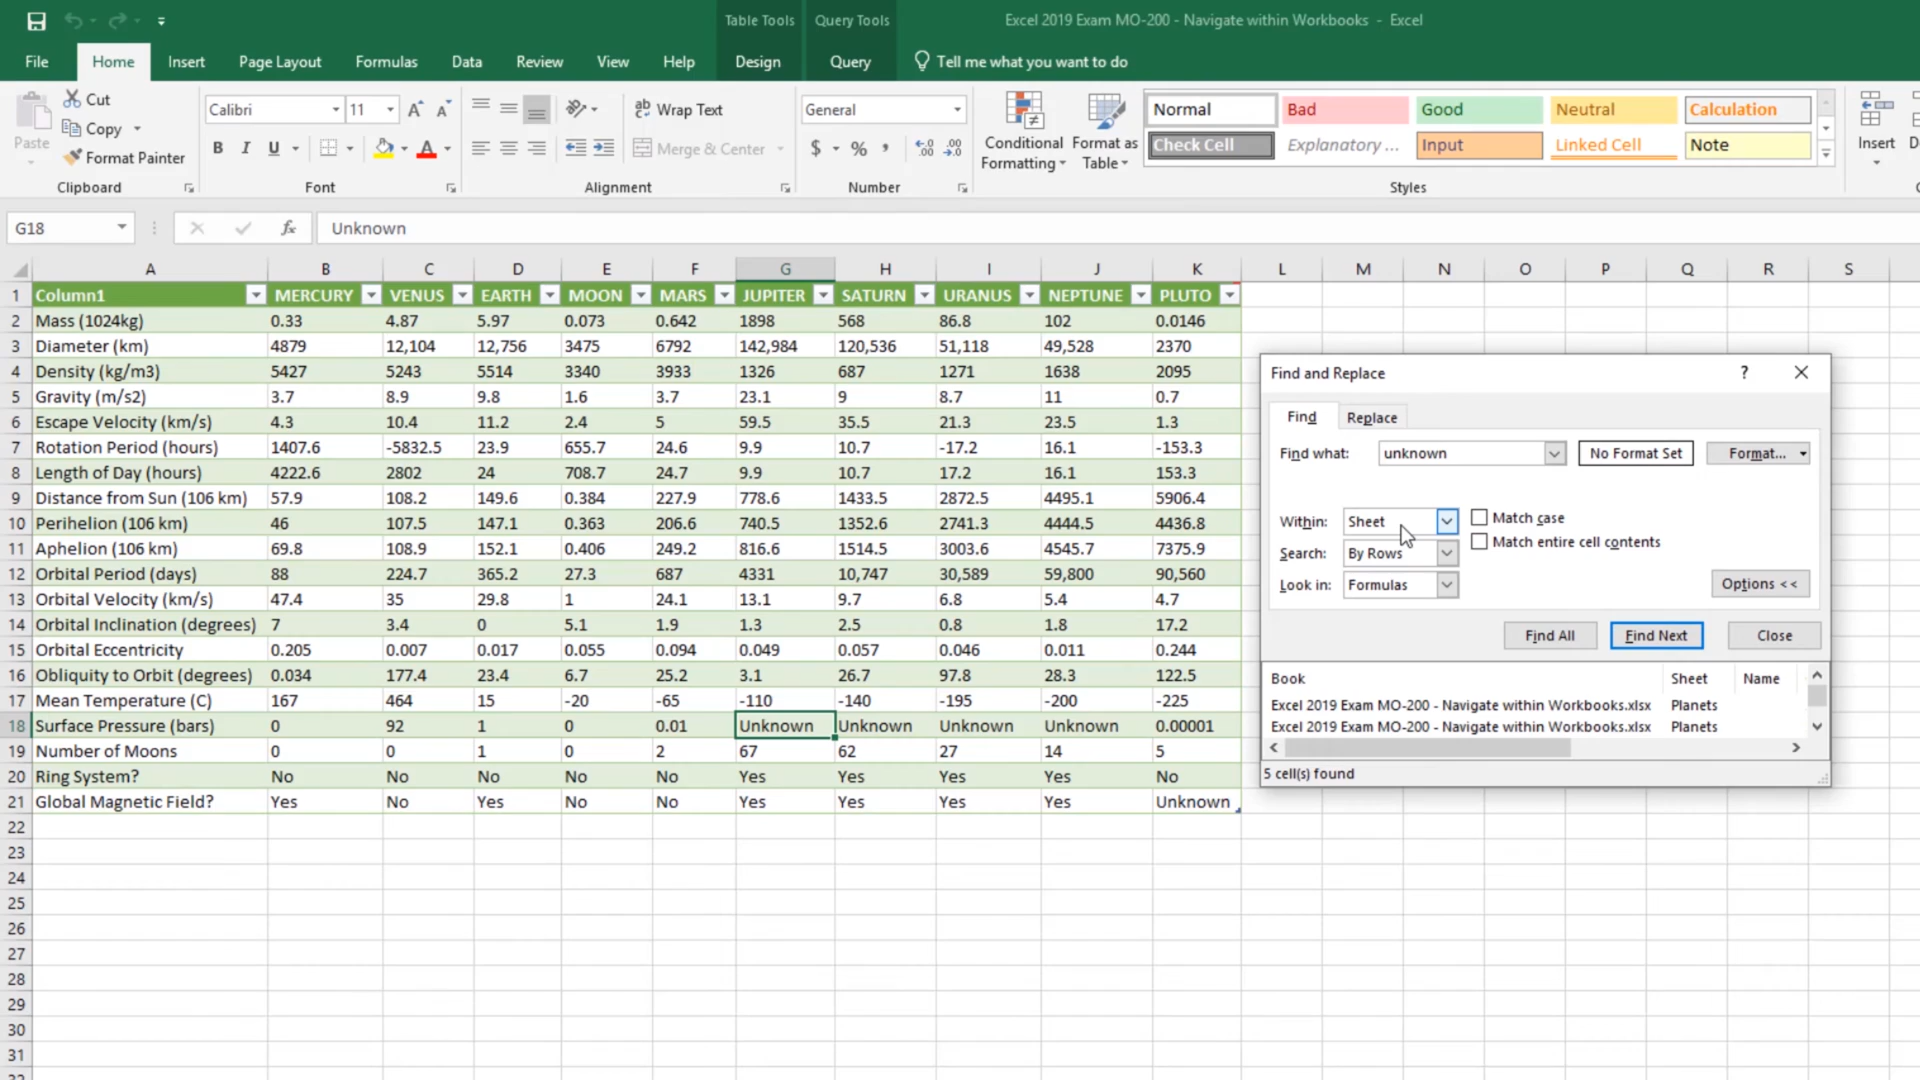 Table Tools Query Tools Excel 2019 Exam MO-200 - Navigate within Workbooks - Excel
File Home Insert Page Layout Formulas Data Review View Help Design Query Tell me what you want to do
Paste Cut Calibri 11 Wrap Text General Conditional Formatting Format as Table Normal Bad Good Neutral Calculation Insert
Copy
Format Painter B I U Merge & Center $ % Check Cell Explanatory ... Input Linked Cell Note
Clipboard Font Alignment Number Styles
G18 fx Unknown
A B C D E F G H I J K L M N O P Q R S
1 Column1 MERCURY VENUS EARTH MOON MARS JUPITER SATURN URANUS NEPTUNE PLUTO
2 Mass (1024kg) 0.33 4.87 5.97 0.073 0.642 1898 568 86.8 102 0.0146
3 Diameter (km) 4879 12,104 12,756 3475 6792 142,984 120,536 51,118 49,528 2370
4 Density (kg/m3) 5427 5243 5514 3340 3933 1326 687 1271 1638 2095
5 Gravity (m/s2) 3.7 8.9 9.8 1.6 3.7 23.1 9 8.7 11 0.7
6 Escape Velocity (km/s) 4.3 10.4 11.2 2.4 5 59.5 35.5 21.3 23.5 1.3
7 Rotation Period (hours) 1407.6 -5832.5 23.9 655.7 24.6 9.9 10.7 -17.2 16.1 -153.3
8 Length of Day (hours) 4222.6 2802 24 708.7 24.7 9.9 10.7 17.2 16.1 153.3
9 Distance from Sun (106 km) 57.9 108.2 149.6 0.384 227.9 778.6 1433.5 2872.5 4495.1 5906.4
10 Perihelion (106 km) 46 107.5 147.1 0.363 206.6 740.5 1352.6 2741.3 4444.5 4436.8
11 Aphelion (106 km) 69.8 108.9 152.1 0.406 249.2 816.6 1514.5 3003.6 4545.7 7375.9
12 Orbital Period (days) 88 224.7 365.2 27.3 687 4331 10,747 30,589 59,800 90,560
13 Orbital Velocity (km/s) 47.4 35 29.8 1 24.1 13.1 9.7 6.8 5.4 4.7
14 Orbital Inclination (degrees) 7 3.4 0 5.1 1.9 1.3 2.5 0.8 1.8 17.2
15 Orbital Eccentricity 0.205 0.007 0.017 0.055 0.094 0.049 0.057 0.046 0.011 0.244
16 Obliquity to Orbit (degrees) 0.034 177.4 23.4 6.7 25.2 3.1 26.7 97.8 28.3 122.5
17 Mean Temperature (C) 167 464 15 -20 -65 -110 -140 -195 -200 -225
18 Surface Pressure (bars) 0 92 1 0 0.01 Unknown Unknown Unknown Unknown 0.00001
19 Number of Moons 0 0 1 0 2 67 62 27 14 5
20 Ring System? No No No No No Yes Yes Yes Yes No
21 Global Magnetic Field? Yes No Yes No No Yes Yes Yes Yes Unknown
22
23
24
25
26
27
28
29
30
31
Find and Replace ?
Find Replace
Find what: unknown No Format Set Format...
Within: Sheet Match case
Search: By Rows Match entire cell contents
Look in: Formulas Options <<
Find All Find Next Close
Book Sheet Name
Excel 2019 Exam MO-200 - Navigate within Workbooks.xlsx Planets
Excel 2019 Exam MO-200 - Navigate within Workbooks.xlsx Planets
5 cell(s) found